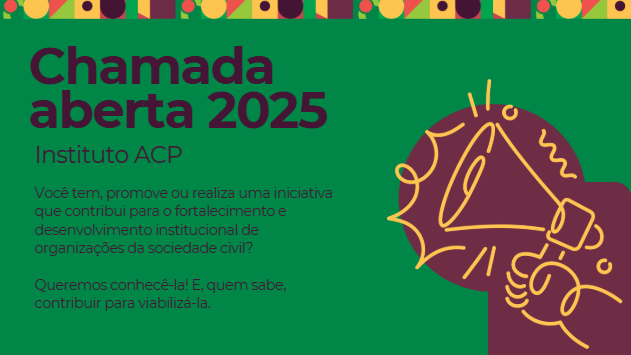 Chamada
aberta 2025
Instituto ACP
Você tem, promove ou realiza uma iniciativa
que contribui para o fortalecimento e
desenvolvimento institucional de
organizações da sociedade civil?
Queremos conhecê-la! E, quem sabe,
contribuir para viabilizá-la.